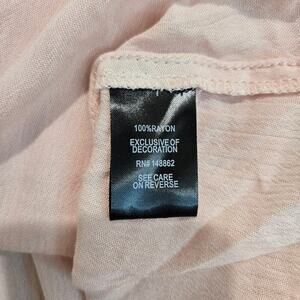 100%RAYON
EXCLUSIVE OF
DECORATION
RN# 148862
SEE CARE
ON REVERSE